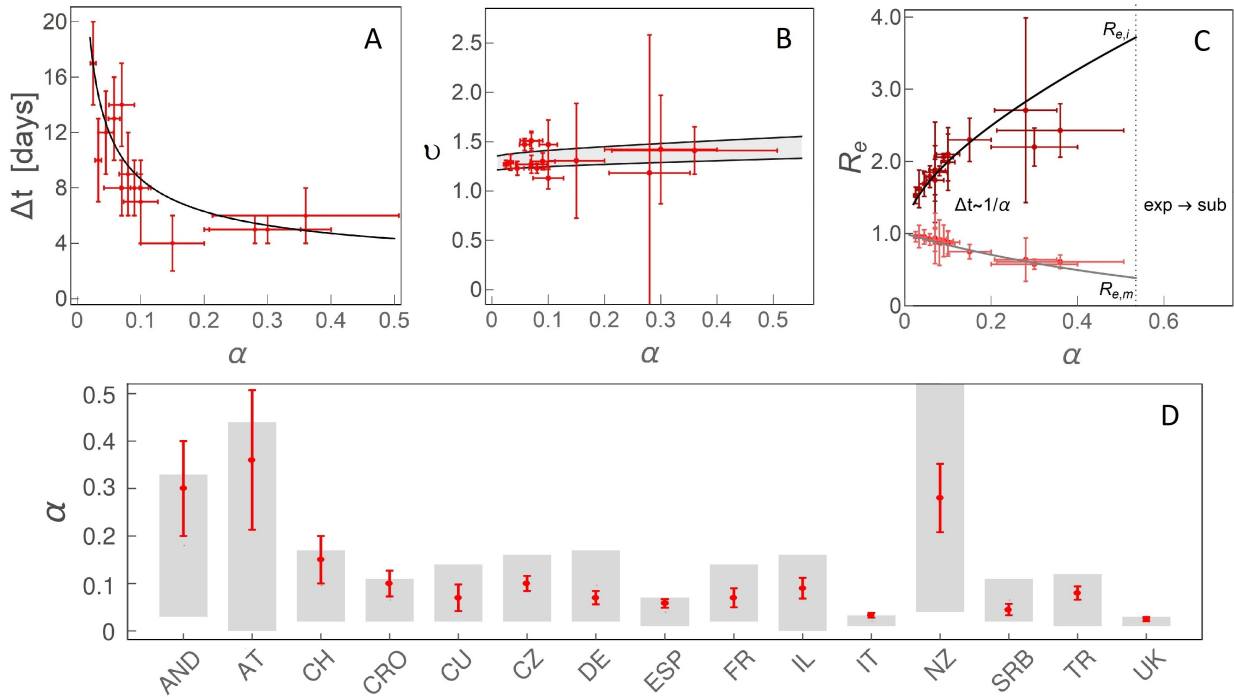 A
Δt [days]
20
16
12
8
4
0
0 0.1 0.2 0.3 0.4 0.5
α
B
υ
2.5
2.0
1.5
1.0
0.5
0
0 0.1 0.2 0.3 0.4 0.5
α
C
Re
4.0
3.0
2.0
1.0
0
Re,i
Δt~1/α
exp → sub
Re,m
0 0.2 0.4 0.6
α
D
α
0.5
0.4
0.3
0.2
0.1
0
AND AT CH CRO CU CZ DE ESP FR IL IT NZ SRB TR UK